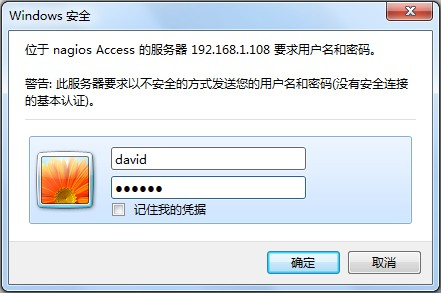 Windows 安全
位于 nagios Access 的服务器 192.168.1.108 要求用户名和密码。
警告: 此服务器要求以不安全的方式发送您的用户名和密码(没有安全连接
的基本认证)。
david
●●●●●●
记住我的凭据
确定
取消